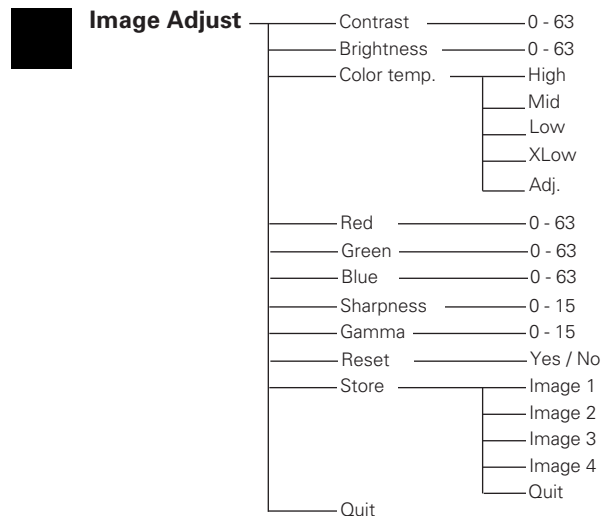 Image Adjust Contrast 0 - 63
Brightness 0 - 63
Color temp. High
Mid
Low
XLow
Adj.
Red 0 - 63
Green 0 - 63
Blue 0 - 63
Sharpness 0 - 15
Gamma 0 - 15
Reset Yes / No
Store Image 1
Image 2
Image 3
Image 4
Quit
Quit